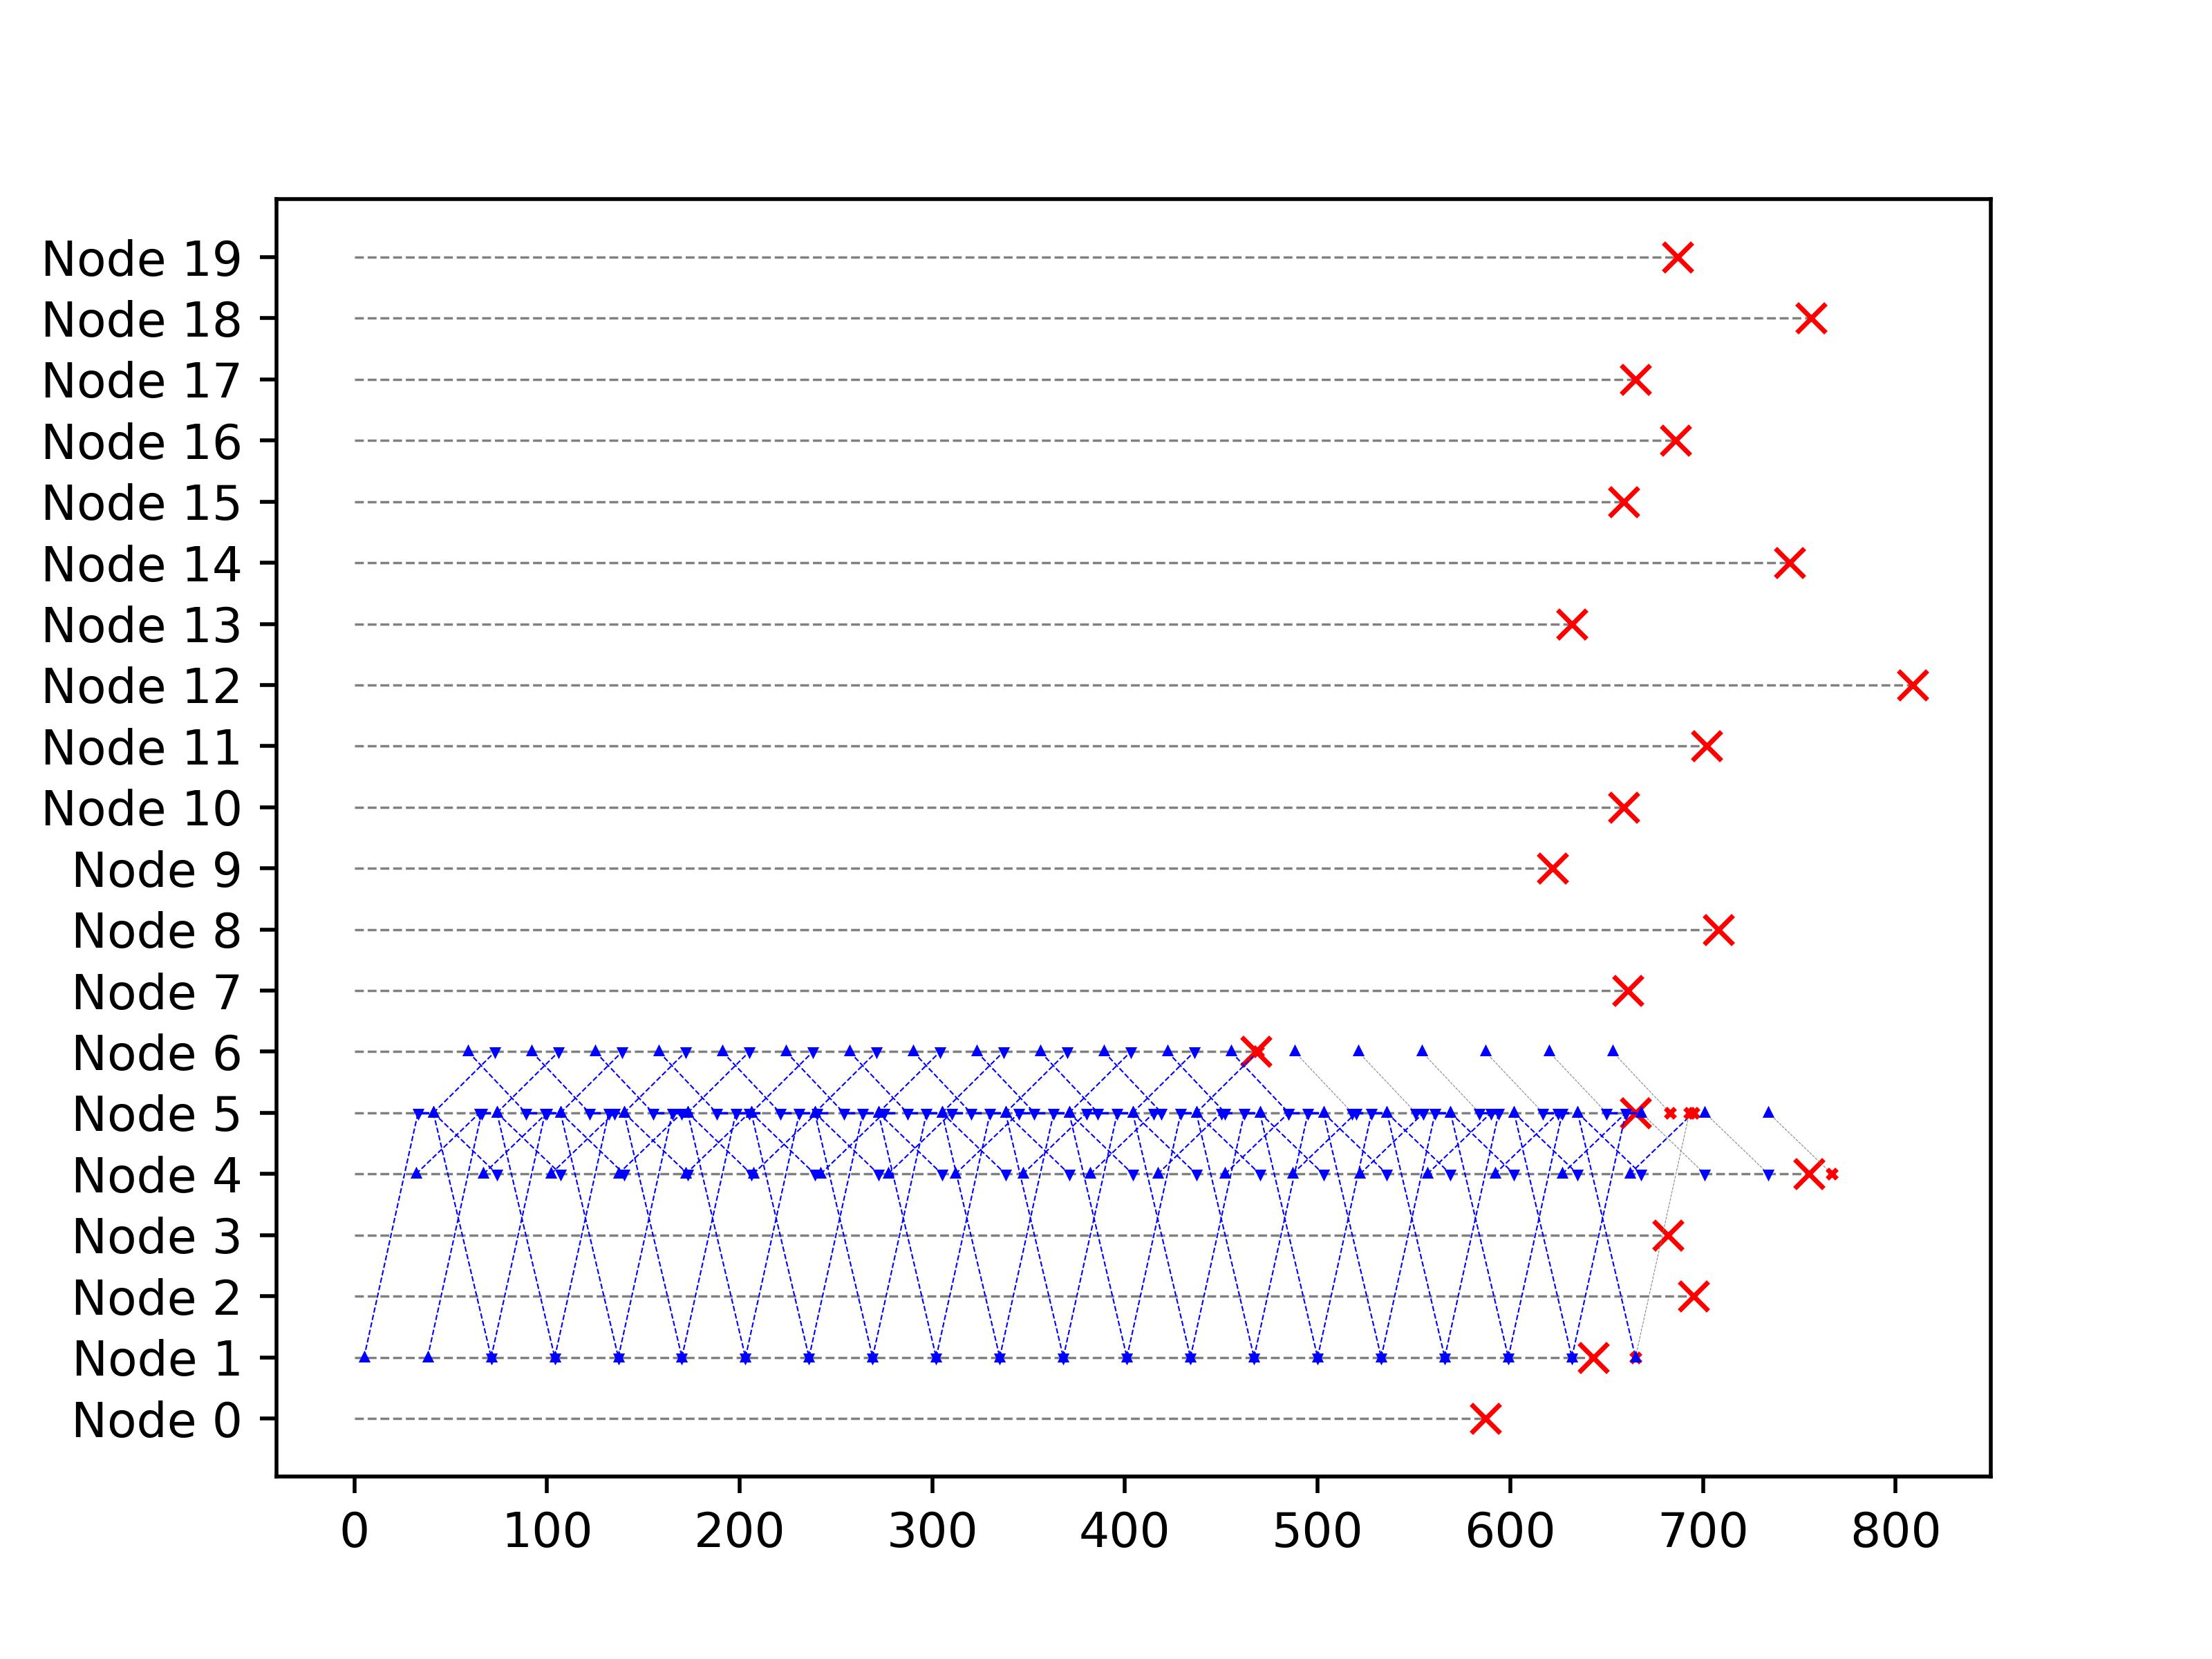 Node 19
Node 18
Node 17
Node 16
Node 15
Node 14
Node 13
Node 12
Node 11
Node 10
Node 9
Node 8
Node 7
Node 6
Node 5
Node 4
Node 3
Node 2
Node 1
Node 0
0 100 200 300 400 500 600 700 800